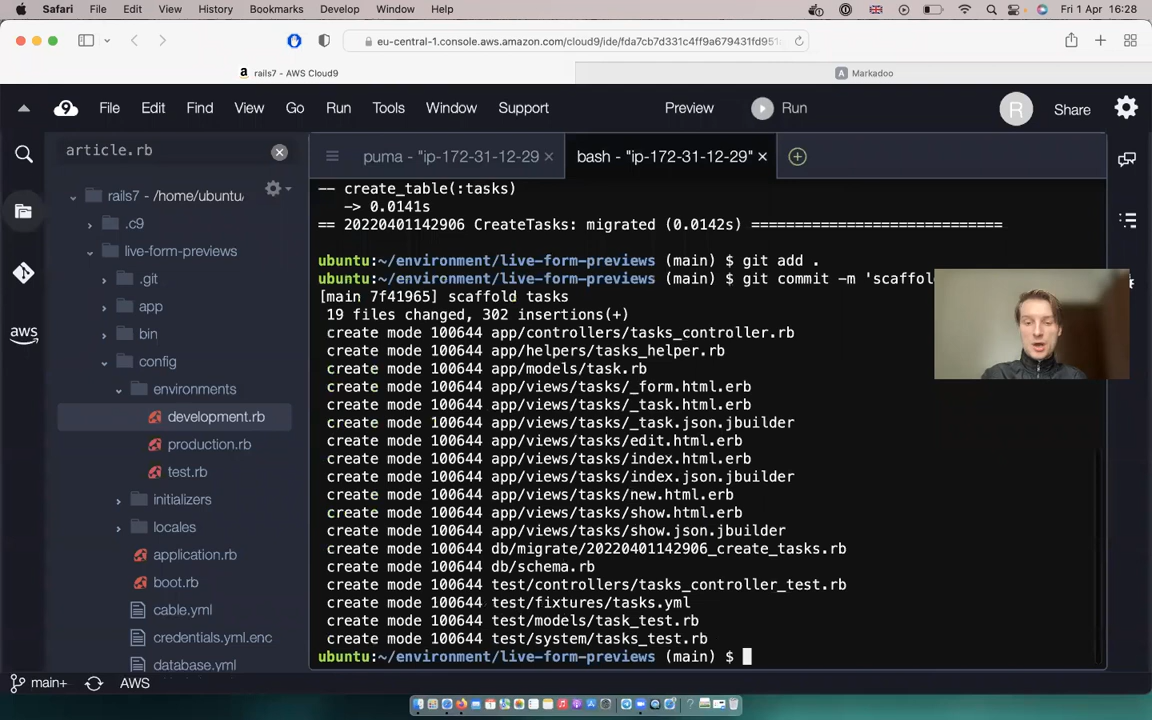 Safari File Edit View History Bookmarks Develop Window Help
Fri 1 Apr 16:28
eu-central-1.console.aws.amazon.com/cloud9/ide/fda7cb7d331c4ff9a679431fd951
a rails7 - AWS Cloud9
A Markadoo
9 File Edit Find View Go Run Tools Window Support Preview Run R Share
article.rb
puma - "ip-172-31-12-29
bash - "ip-172-31-12-29"
rails7 - /home/ubuntu/
.c9
live-form-previews
.git
app
bin
config
environments
development.rb
production.rb
test.rb
initializers
locales
application.rb
boot.rb
cable.yml
credentials.yml.enc
database.yml
aws
-- create_table(:tasks)
-> 0.0141s
== 20220401142906 CreateTasks: migrated (0.0142s) =============================
ubuntu:~/environment/live-form-previews (main) $ git add .
ubuntu:~/environment/live-form-previews (main) $ git commit -m 'scaffol
[main 7f41965] scaffold tasks
19 files changed, 302 insertions(+)
create mode 100644 app/controllers/tasks_controller.rb
create mode 100644 app/helpers/tasks_helper.rb
create mode 100644 app/models/task.rb
create mode 100644 app/views/tasks/_form.html.erb
create mode 100644 app/views/tasks/_task.html.erb
create mode 100644 app/views/tasks/_task.json.jbuilder
create mode 100644 app/views/tasks/edit.html.erb
create mode 100644 app/views/tasks/index.html.erb
create mode 100644 app/views/tasks/index.json.jbuilder
create mode 100644 app/views/tasks/new.html.erb
create mode 100644 app/views/tasks/show.html.erb
create mode 100644 app/views/tasks/show.json.jbuilder
create mode 100644 db/migrate/20220401142906_create_tasks.rb
create mode 100644 db/schema.rb
create mode 100644 test/controllers/tasks_controller_test.rb
create mode 100644 test/fixtures/tasks.yml
create mode 100644 test/models/task_test.rb
create mode 100644 test/system/tasks_test.rb
ubuntu:~/environment/live-form-previews (main) $
main+ AWS